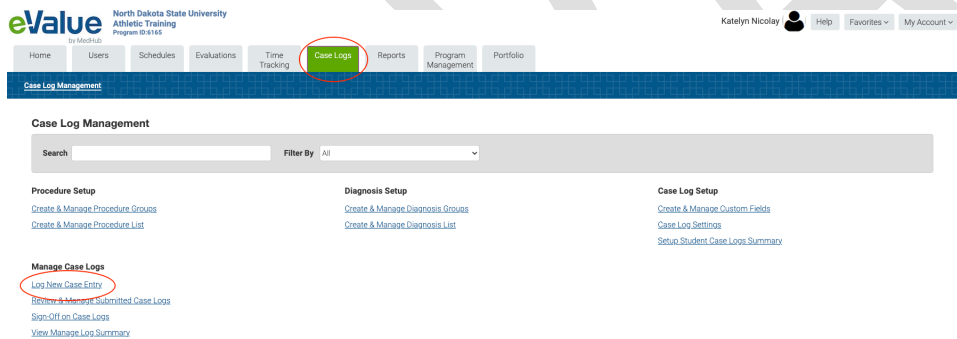 eValue
by MedHub
North Dakota State University
Athletic Training
Program ID:6165
Katelyn Nicolay
Help
Favorites
My Account
Home
Users
Schedules
Evaluations
Time
Tracking
Case Logs
Reports
Program
Management
Portfolio
Case Log Management
Case Log Management
Search
Filter By
All
Procedure Setup
Create & Manage Procedure Groups
Create & Manage Procedure List
Diagnosis Setup
Create & Manage Diagnosis Groups
Create & Manage Diagnosis List
Case Log Setup
Create & Manage Custom Fields
Case Log Settings
Setup Student Case Logs Summary
Manage Case Logs
Log New Case Entry
Review & Manage Submitted Case Logs
Sign-Off on Case Logs
View Manage Log Summary